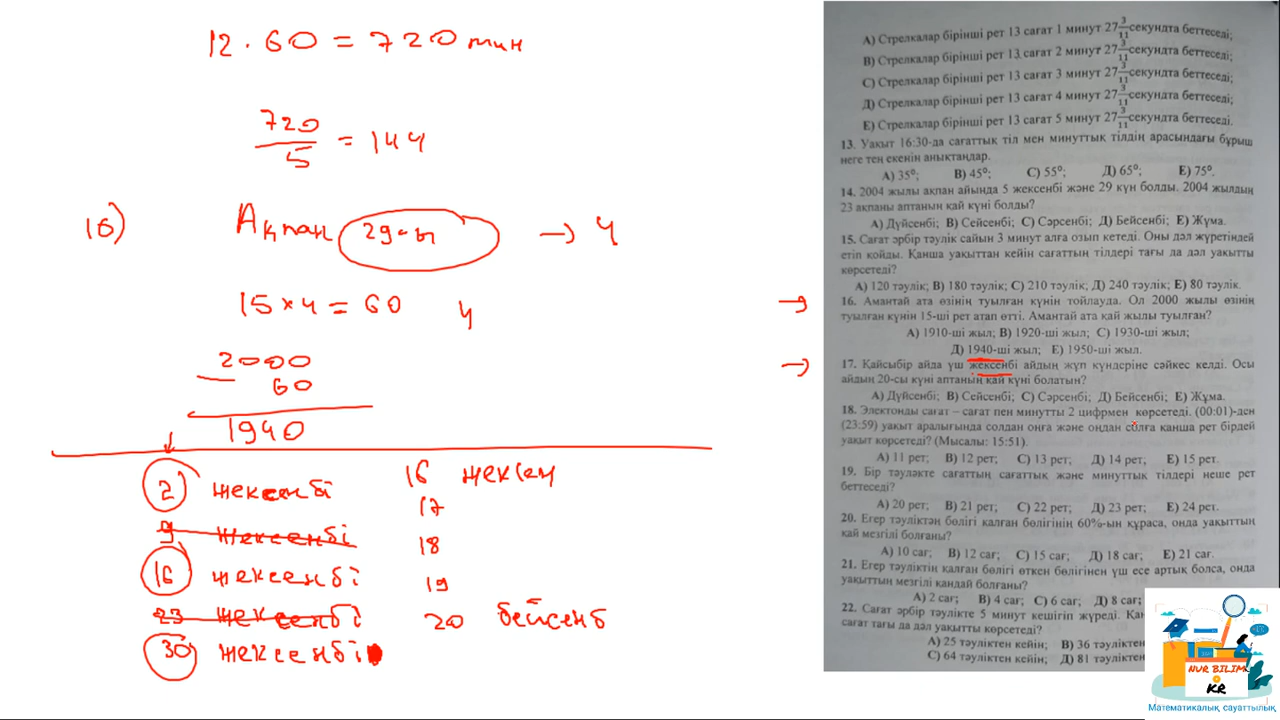 12 · 60 = 720 мин
720
5
= 144
16) Ақпан 29-ы → 4
15 × 4 = 60 4
2000
60
1940
2 жексенбі
9 жексенбі
16 жексенбі
23 жексенбі
30 жексенбі
16 жексен
17
18
19
20 бейсенб
А) Стрелкалар бірінші рет 13 сағат 1 минут 27 3/11 секундта беттеседі;
В) Стрелкалар бірінші рет 13 сағат 2 минут 27 3/11 секундта беттеседі;
С) Стрелкалар бірінші рет 13 сағат 3 минут 27 3/11 секундта беттеседі;
Д) Стрелкалар бірінші рет 13 сағат 4 минут 27 3/11 секундта беттеседі;
Е) Стрелкалар бірінші рет 13 сағат 5 минут 27 3/11 секундта беттеседі.
13. Уақыт 16:30-да сағаттық тіл мен минуттық тілдің арасындағы бұрыш
неге тең екенін анықтаңдар.
А) 35⁰; В) 45⁰; С) 55⁰; Д) 65⁰; Е) 75⁰.
14. 2004 жылы ақпан айында 5 жексенбі және 29 күн болды. 2004 жылдың
23 ақпаны аптаның қай күні болды?
А) Дүйсенбі; В) Сейсенбі; С) Сәрсенбі; Д) Бейсенбі; Е) Жұма.
15. Сағат әрбір тәулік сайын 3 минут алға озып кетеді. Оны дәл жүретіндей
етіп қойды. Қанша уақыттан кейін сағаттың тілдері тағы да дәл уақытты
көрсетеді?
А) 120 тәулік; В) 180 тәулік; С) 210 тәулік; Д) 240 тәулік; Е) 80 тәулік.
→ 16. Амантай ата өзінің туылған күнін тойлауда. Ол 2000 жылы өзінің
туылған күнін 15-ші рет атап өтті. Амантай ата қай жылы туылған?
А) 1910-ші жыл; В) 1920-ші жыл; С) 1930-ші жыл;
Д) 1940-ші жыл; Е) 1950-ші жыл.
→ 17. Қайсыбір айда үш жексенбі айдың жұп күндеріне сәйкес келді. Осы
айдың 20-сы күні аптаның қай күні болатын?
А) Дүйсенбі; В) Сейсенбі; С) Сәрсенбі; Д) Бейсенбі; Е) Жұма.
18. Электонды сағат – сағат пен минутты 2 цифрмен көрсетеді. (00:01)-ден
(23:59) уақыт аралығында солдан оңға және оңдан солға қанша рет бірдей
уақыт көрсетеді? (Мысалы: 15:51).
А) 11 рет; В) 12 рет; С) 13 рет; Д) 14 рет; Е) 15 рет.
19. Бір тәулəкте сағаттың сағаттық және минуттық тілдері неше рет
беттеседі?
А) 20 рет; В) 21 рет; С) 22 рет; Д) 23 рет; Е) 24 рет.
20. Егер тәуліктəң бөлігі қалған бөлігінің 60%-ын құраса, онда уақыттың
қай мезгілі болғаны?
А) 10 сағ; В) 12 сағ; С) 15 сағ; Д) 18 сағ; Е) 21 сағ.
21. Егер тәуліктің қалған бөлігі өткен бөлігінен үш есе артық болса, онда
уақыттың мезгілі қандай болғаны?
А) 2 сағ; В) 4 сағ; С) 6 сағ; Д) 8 сағ;
22. Сағат әрбір тәулікте 5 минут кешігіп жүреді.
сағат тағы да дәл уақытты көрсетеді?
А) 25 тәуліктен кейін; В) 36 тәуліктен
С) 64 тәуліктен кейін; Д) 81 тәуліктен
NUR BILIM
KR
Математикалық сауаттылық